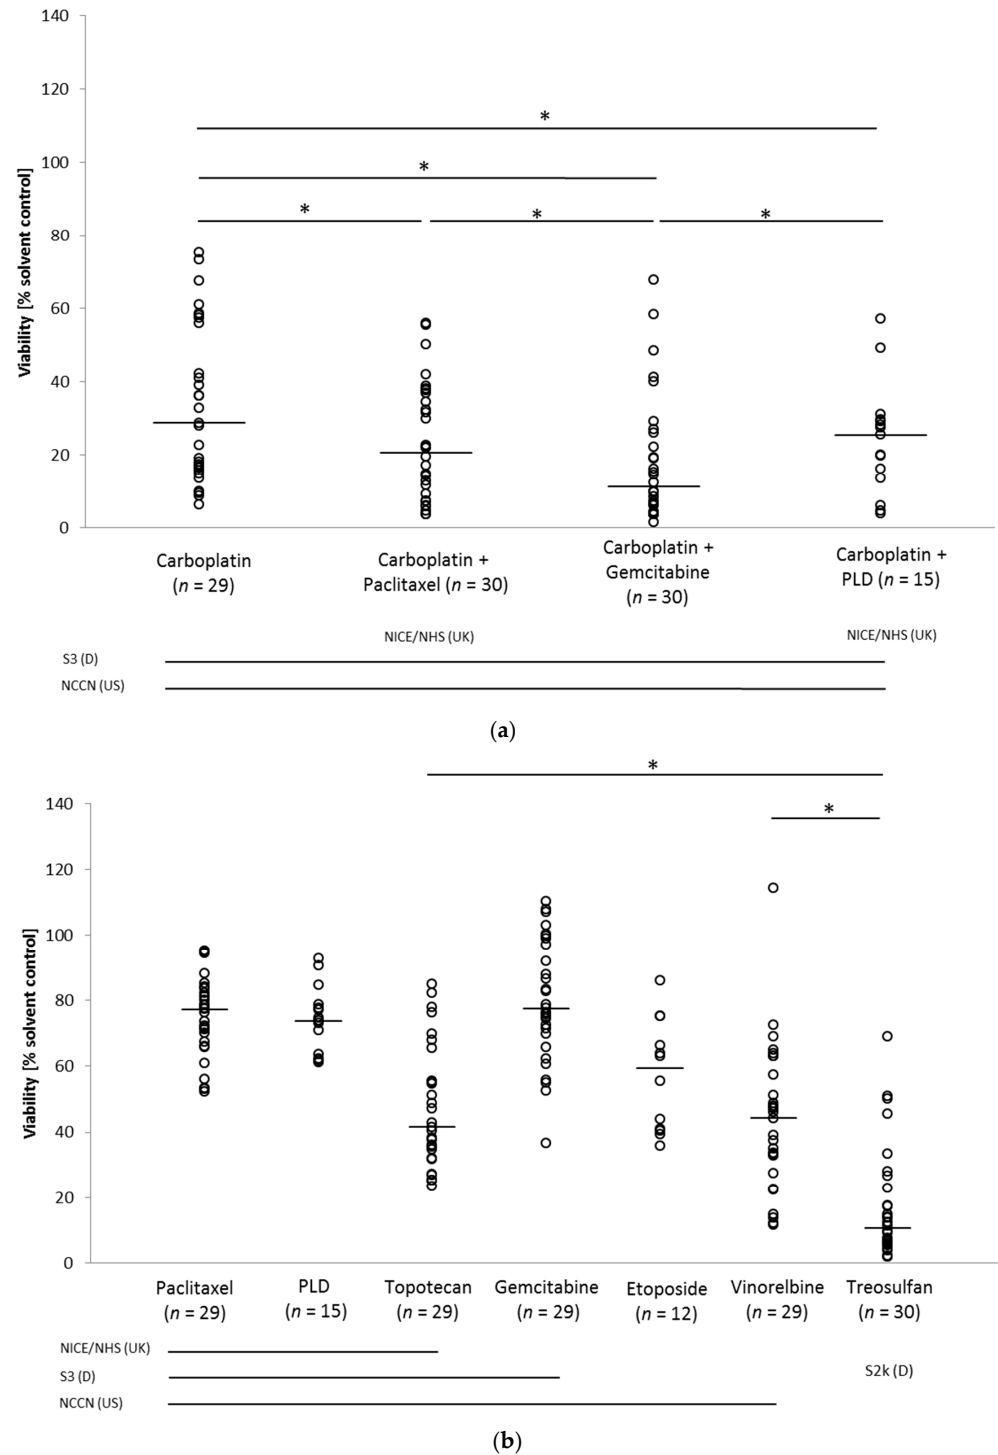 140
120
*
100
*
*
*
*
80
60
40
20
0
Viability [% solvent control]
Carboplatin
(n = 29)
Carboplatin +
Paclitaxel (n = 30)
Carboplatin +
Gemcitabine
(n = 30)
Carboplatin +
PLD (n = 15)
NICE/NHS (UK)
NICE/NHS (UK)
S3 (D)
NCCN (US)
(a)
*
140
*
120
100
80
60
40
20
0
Viability [% solvent control]
Paclitaxel
(n = 29)
PLD
(n = 15)
Topotecan
(n = 29)
Gemcitabine
(n = 29)
Etoposide
(n = 12)
Vinorelbine
(n = 29)
Treosulfan
(n = 30)
NICE/NHS (UK)
S3 (D)
S2k (D)
NCCN (US)
(b)